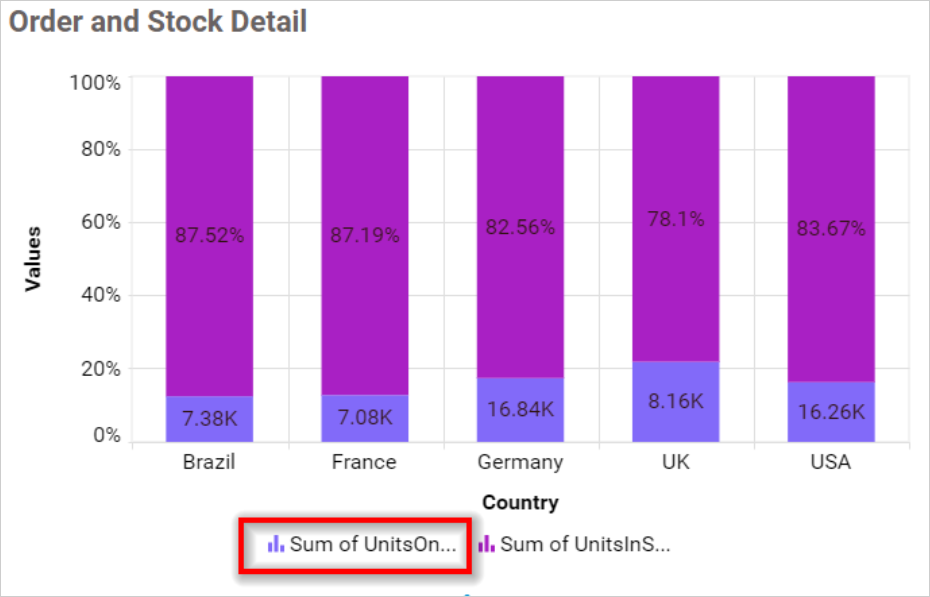 Order and Stock Detail
100%
80%
60%
40%
20%
0%
Values
87.52%
87.19%
82.56%
78.1%
83.67%
7.38K
7.08K
16.84K
8.16K
16.26K
Brazil
France
Germany
UK
USA
Country
Sum of UnitsOn...
Sum of UnitsInS...